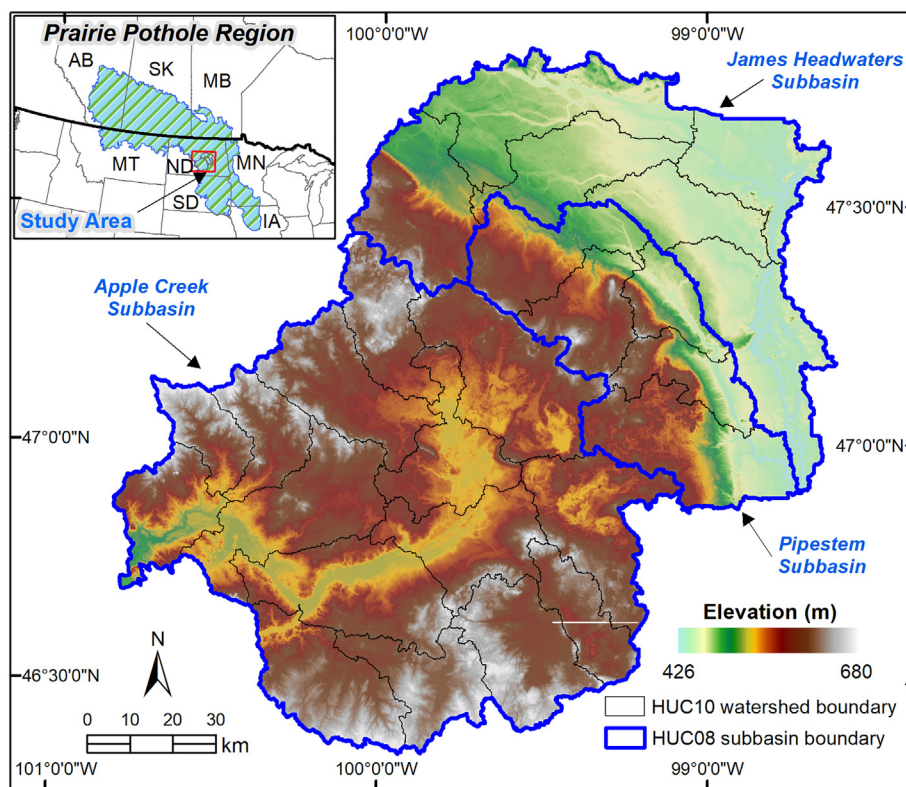 Prairie Pothole Region
AB
SK
MB
MT
ND
MN
SD
IA
Study Area
100°0'0"W
99°0'0"W
James Headwaters
Subbasin
47°30'0"N
Apple Creek
Subbasin
47°0'0"N
47°0'0"N
Pipestem
Subbasin
Elevation (m)
426
680
46°30'0"N
N
0
10
20
30
km
HUC10 watershed boundary
HUC08 subbasin boundary
101°0'0"W
100°0'0"W
99°0'0"W